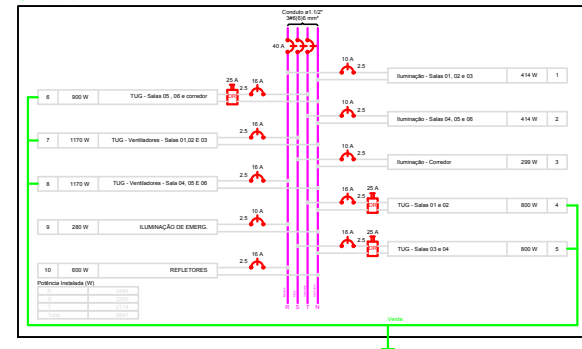 Conduto ø1.1/2"
3#6(6)6 mm²
40 A
10 A
2.5
Iluminação - Salas 01, 02 e 03 414 W 1
25 A
16 A
2.5
DR
6 900 W TUG - Salas 05 , 06 e corredor
10 A
2.5
Iluminação - Salas 04, 05 e 06 414 W 2
16 A
2.5
7 1170 W TUG - Ventiladores - Salas 01,02 E 03
10 A
2.5
Iluminação - Corredor 299 W 3
16 A
2.5
8 1170 W TUG - Ventiladores - Sala 04, 05 E 06
16 A 25 A
2.5
DR
TUG - Salas 01 e 02 800 W 4
10 A
2.5
9 280 W ILUMINAÇÃO DE EMERG.
16 A 25 A
2.5
DR
TUG - Salas 03 e 04 800 W 5
16 A
2.5
10 600 W REFLETORES
Potência Instalada (W)
R
S
T
Total
R S T N
Verde